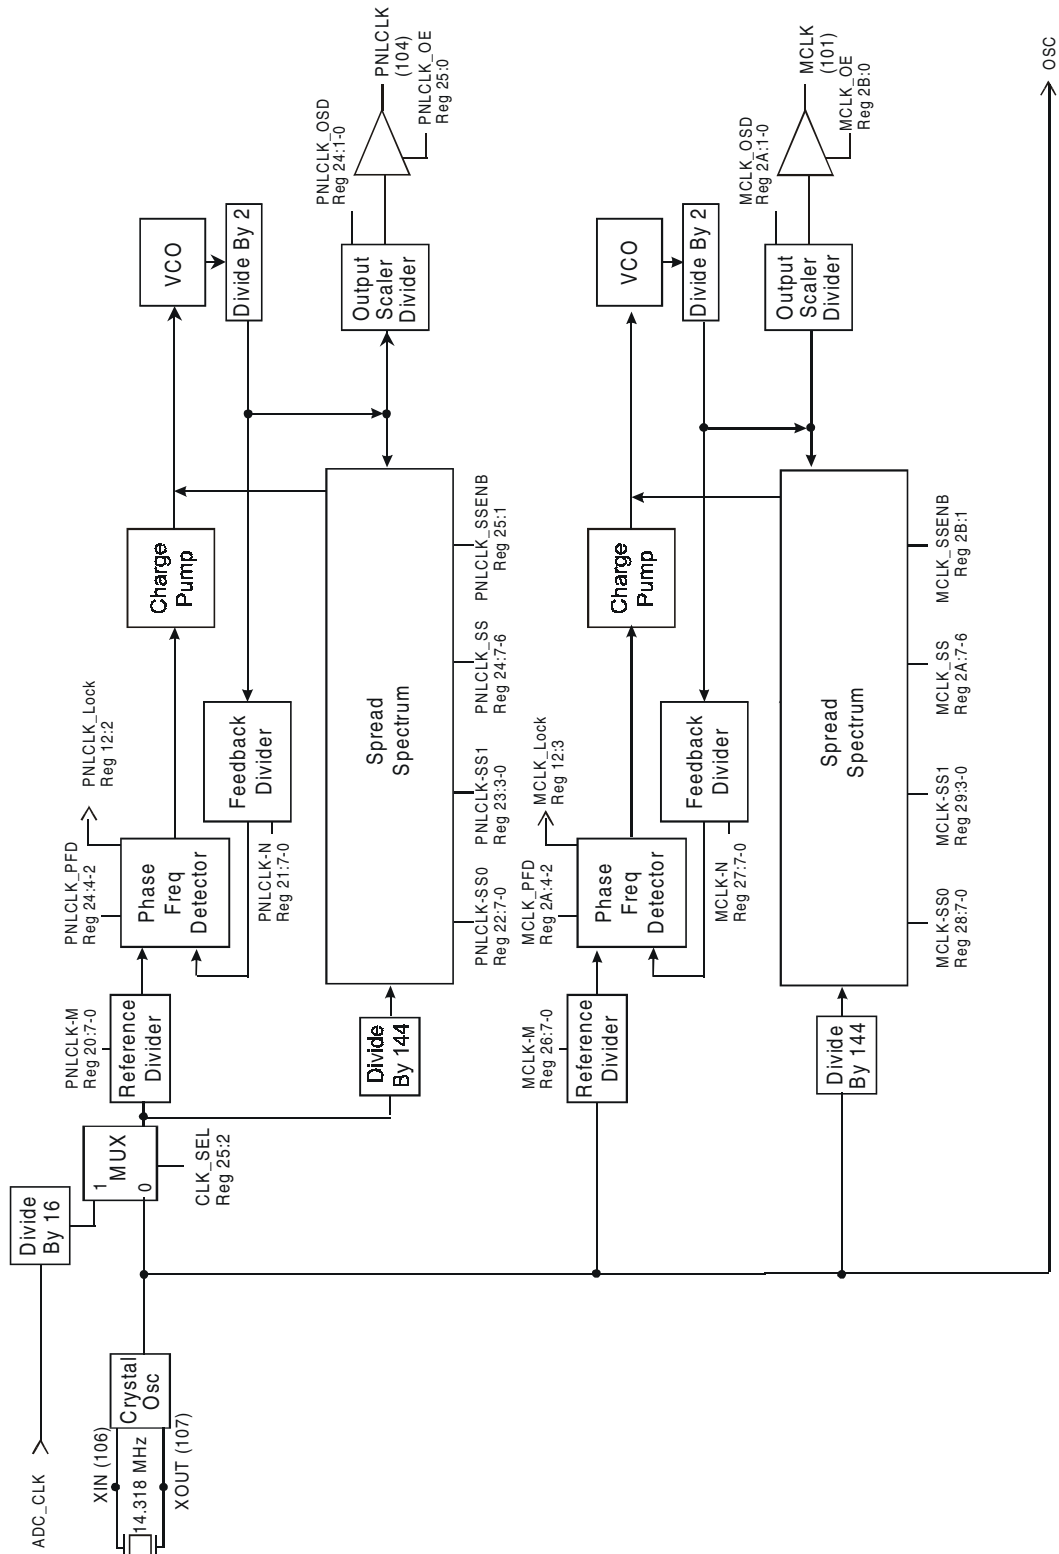 ADC_CLK
Divide
By 16
XIN (106)
14.318 MHz
XOUT (107)
Crystal
Osc
1
MUX
0
CLK_SEL
Reg 25:2
PNLCLK-M
Reg 20:7-0
Reference
Divider
PNLCLK_PFD
Reg 24:4-2
PNLCLK_Lock
Reg 12:2
Phase
Freq
Detector
Charge
Pump
VCO
Divide By 2
Feedback
Divider
PNLCLK-N
Reg 21:7-0
Divide
By 144
Spread
Spectrum
PNLCLK-SS0
Reg 22:7-0
PNLCLK-SS1
Reg 23:3-0
PNLCLK_SS
Reg 24:7-6
PNLCLK_SSENB
Reg 25:1
Output
Scaler
Divider
PNLCLK_OSD
Reg 24:1-0
PNLCLK
(104)
PNLCLK_OE
Reg 25:0
MCLK-M
Reg 26:7-0
Reference
Divider
MCLK_PFD
Reg 2A:4-2
MCLK_Lock
Reg 12:3
Phase
Freq
Detector
Charge
Pump
VCO
Divide By 2
Feedback
Divider
MCLK-N
Reg 27:7-0
Divide
By 144
Spread
Spectrum
MCLK-SS0
Reg 28:7-0
MCLK-SS1
Reg 29:3-0
MCLK_SS
Reg 2A:7-6
MCLK_SSENB
Reg 2B:1
Output
Scaler
Divider
MCLK_OSD
Reg 2A:1-0
MCLK
(101)
MCLK_OE
Reg 2B:0
OSC